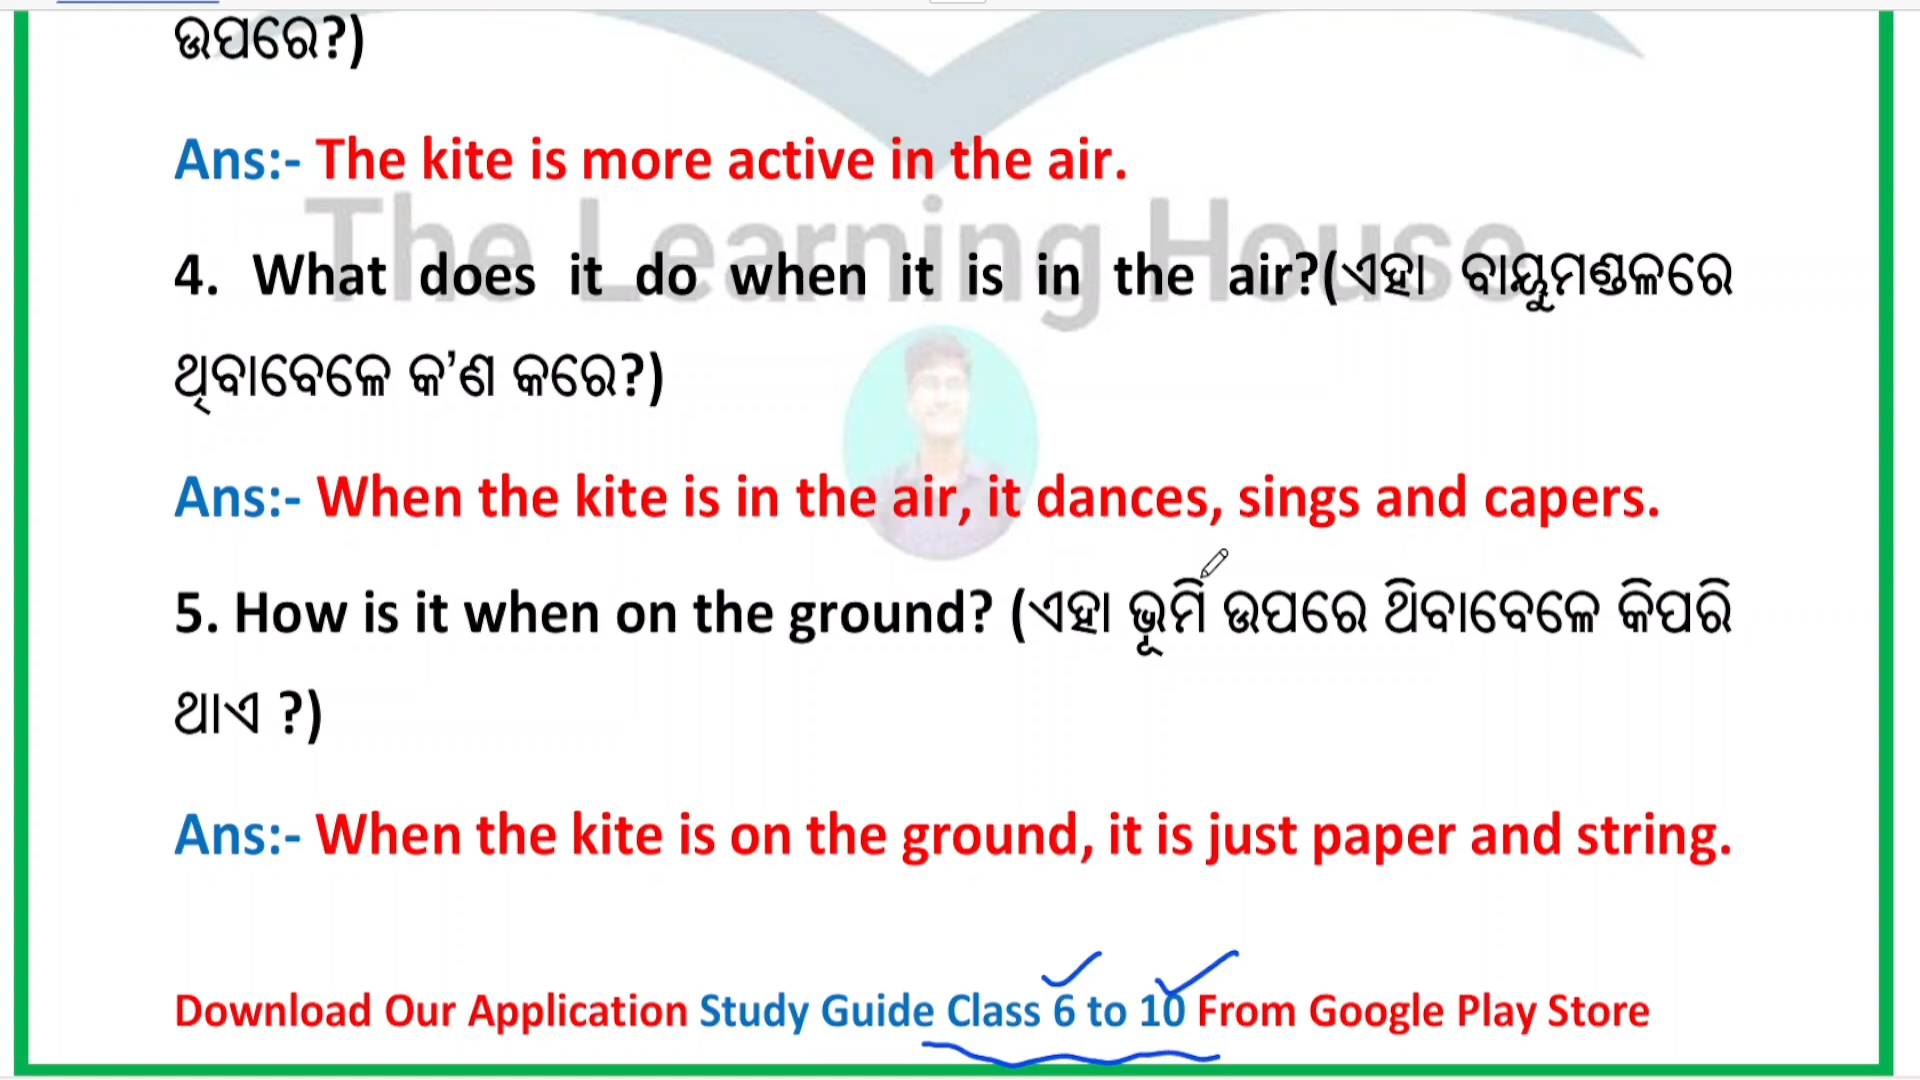 ଉପରେ?)
Ans:- The kite is more active in the air.
The Learning House
4. What does it do when it is in the air?(ଏହା ବାୟୁମଣ୍ଡଳରେ
ଥିବାବେଳେ କ'ଣ କରେ?)
Ans:- When the kite is in the air, it dances, sings and capers.
5. How is it when on the ground? (ଏହା ଭୂମି ଉପରେ ଥିବାବେଳେ କିପରି
ଥାଏ ?)
Ans:- When the kite is on the ground, it is just paper and string.
Download Our Application Study Guide Class 6 to 10 From Google Play Store